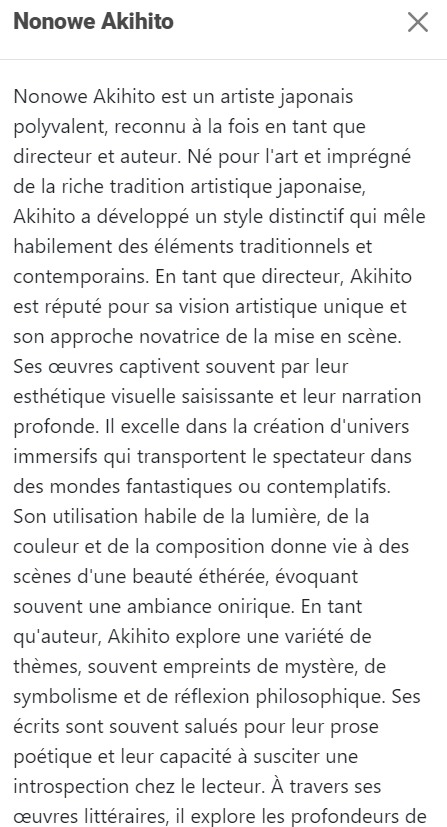 Nonowe Akihito
Nonowe Akihito est un artiste japonais
polyvalent, reconnu à la fois en tant que
directeur et auteur. Né pour l'art et imprégné
de la riche tradition artistique japonaise,
Akihito a développé un style distinctif qui mêle
habilement des éléments traditionnels et
contemporains. En tant que directeur, Akihito
est réputé pour sa vision artistique unique et
son approche novatrice de la mise en scène.
Ses œuvres captivent souvent par leur
esthétique visuelle saisissante et leur narration
profonde. Il excelle dans la création d'univers
immersifs qui transportent le spectateur dans
des mondes fantastiques ou contemplatifs.
Son utilisation habile de la lumière, de la
couleur et de la composition donne vie à des
scènes d'une beauté éthérée, évoquant
souvent une ambiance onirique. En tant
qu'auteur, Akihito explore une variété de
thèmes, souvent empreints de mystère, de
symbolisme et de réflexion philosophique. Ses
écrits sont souvent salués pour leur prose
poétique et leur capacité à susciter une
introspection chez le lecteur. À travers ses
œuvres littéraires, il explore les profondeurs de